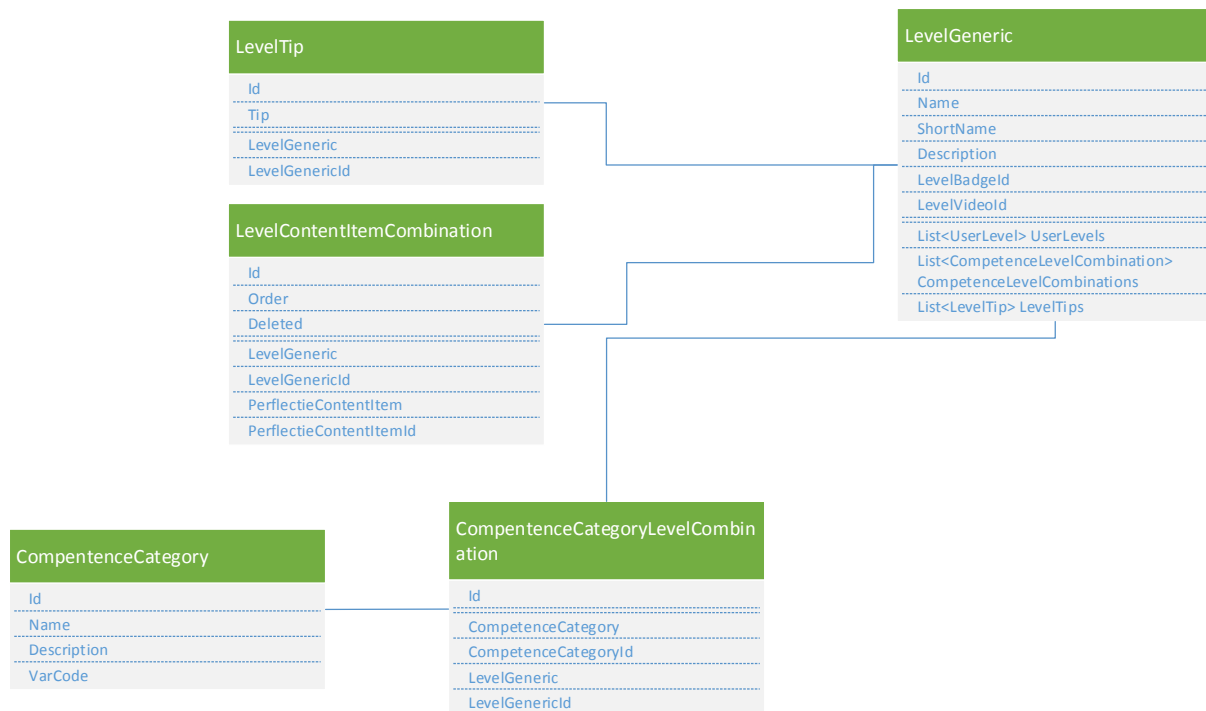 LevelTip
Id
Tip
LevelGeneric
LevelGenericId
LevelGeneric
Id
Name
ShortName
Description
LevelBadgeId
LevelVideoId
List<UserLevel> UserLevels
List<CompetenceLevelCombination>
CompetenceLevelCombinations
List<LevelTip> LevelTips
LevelContentItemCombination
Id
Order
Deleted
LevelGeneric
LevelGenericId
PerflectieContentItem
PerflectieContentItemId
CompentenceCategory
Id
Name
Description
VarCode
CompentenceCategoryLevelCombin
ation
Id
CompetenceCategory
CompetenceCategoryId
LevelGeneric
LevelGenericId